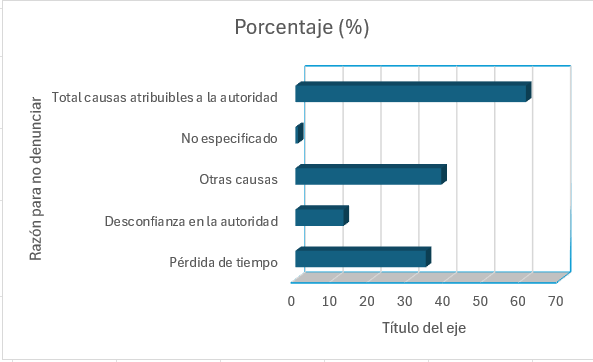 Porcentaje (%)
Razón para no denunciar
Total causas atribuibles a la autoridad
No especificado
Otras causas
Desconfianza en la autoridad
Pérdida de tiempo
0 10 20 30 40 50 60 70
Título del eje